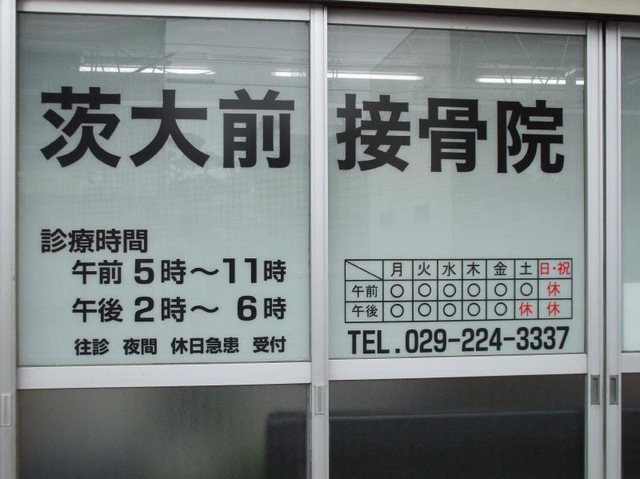 茨大前 接骨院
診療時間
午前 5時～11時
午後 2時～ 6時
往診 夜間 休日急患 受付
月 火 水 木 金 土 日・祝
午前 ○ ○ ○ ○ ○ ○ 休
午後 ○ ○ ○ ○ ○ 休 休
TEL. 029-224-3337